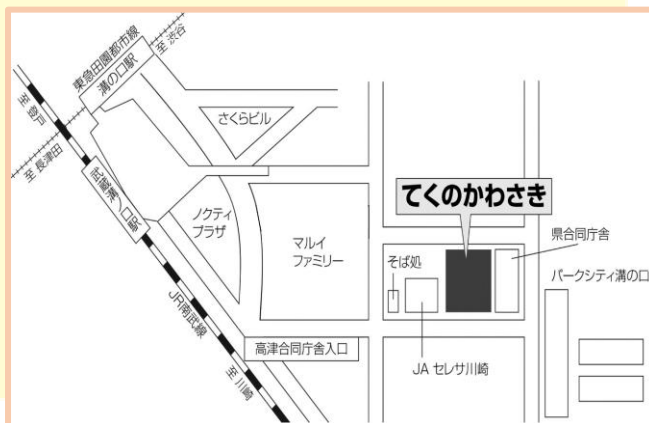 東急田園都市線
溝の口駅
至渋谷
至登戸
至長津田
武蔵溝ノ口駅
さくらビル
ノクティ
プラザ
マルイ
ファミリー
てくのかわさき
県合同庁舎
そば処
パークシティ溝の口
JR南武線
高津合同庁舎入口
JA セレサ川崎
至川崎